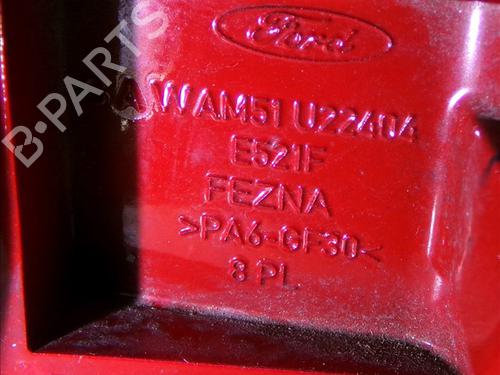 Ford
AM51 U22404
E521F
FEZNA
>PA6-GF30<
8 PL
B-PARTS